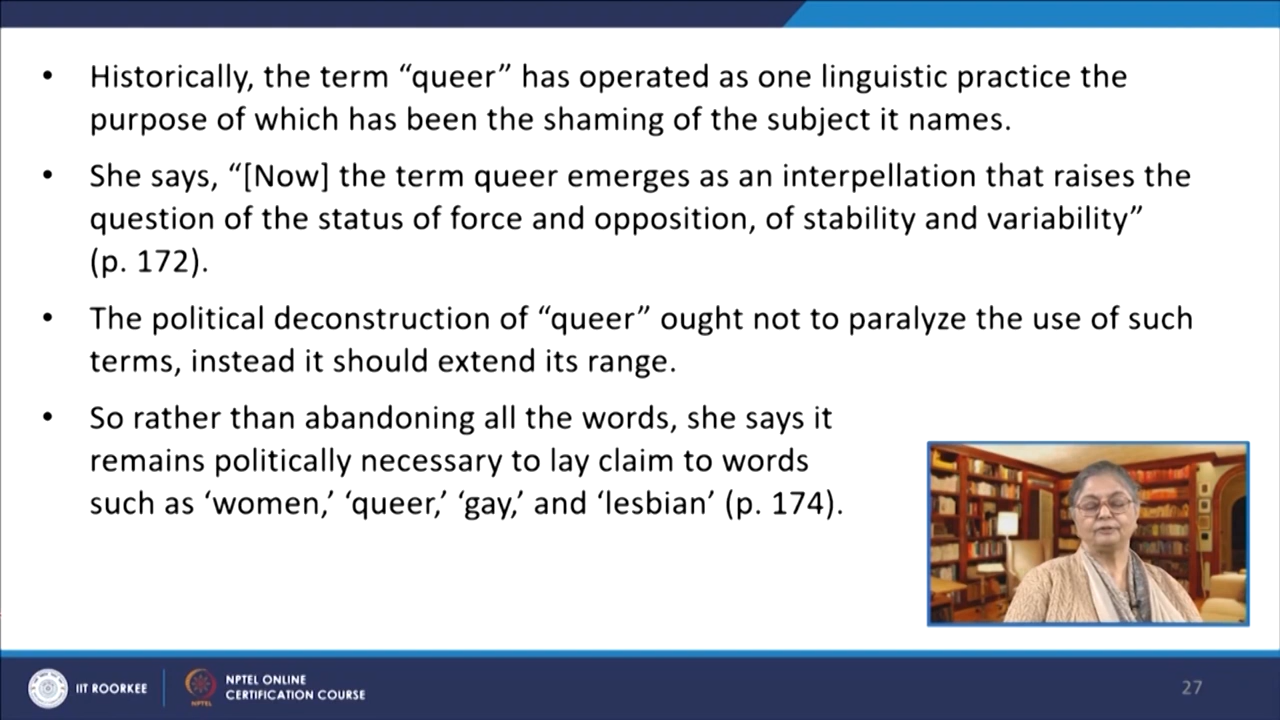 • Historically, the term “queer” has operated as one linguistic practice the
purpose of which has been the shaming of the subject it names.
• She says, “[Now] the term queer emerges as an interpellation that raises the
question of the status of force and opposition, of stability and variability”
(p. 172).
• The political deconstruction of “queer” ought not to paralyze the use of such
terms, instead it should extend its range.
• So rather than abandoning all the words, she says it
remains politically necessary to lay claim to words
such as ‘women,’ ‘queer,’ ‘gay,’ and ‘lesbian’ (p. 174).
IIT ROORKEE
NPTEL
NPTEL ONLINE
CERTIFICATION COURSE
27